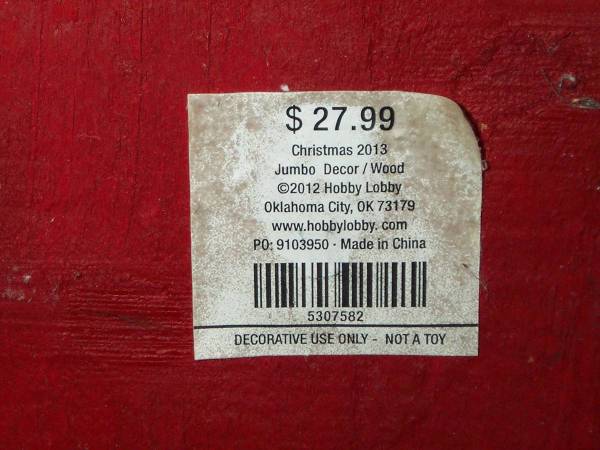 $ 27.99
Christmas 2013
Jumbo Decor / Wood
©2012 Hobby Lobby
Oklahoma City, OK 73179
www.hobbylobby. com
PO: 9103950 · Made in China
5307582
DECORATIVE USE ONLY - NOT A TOY